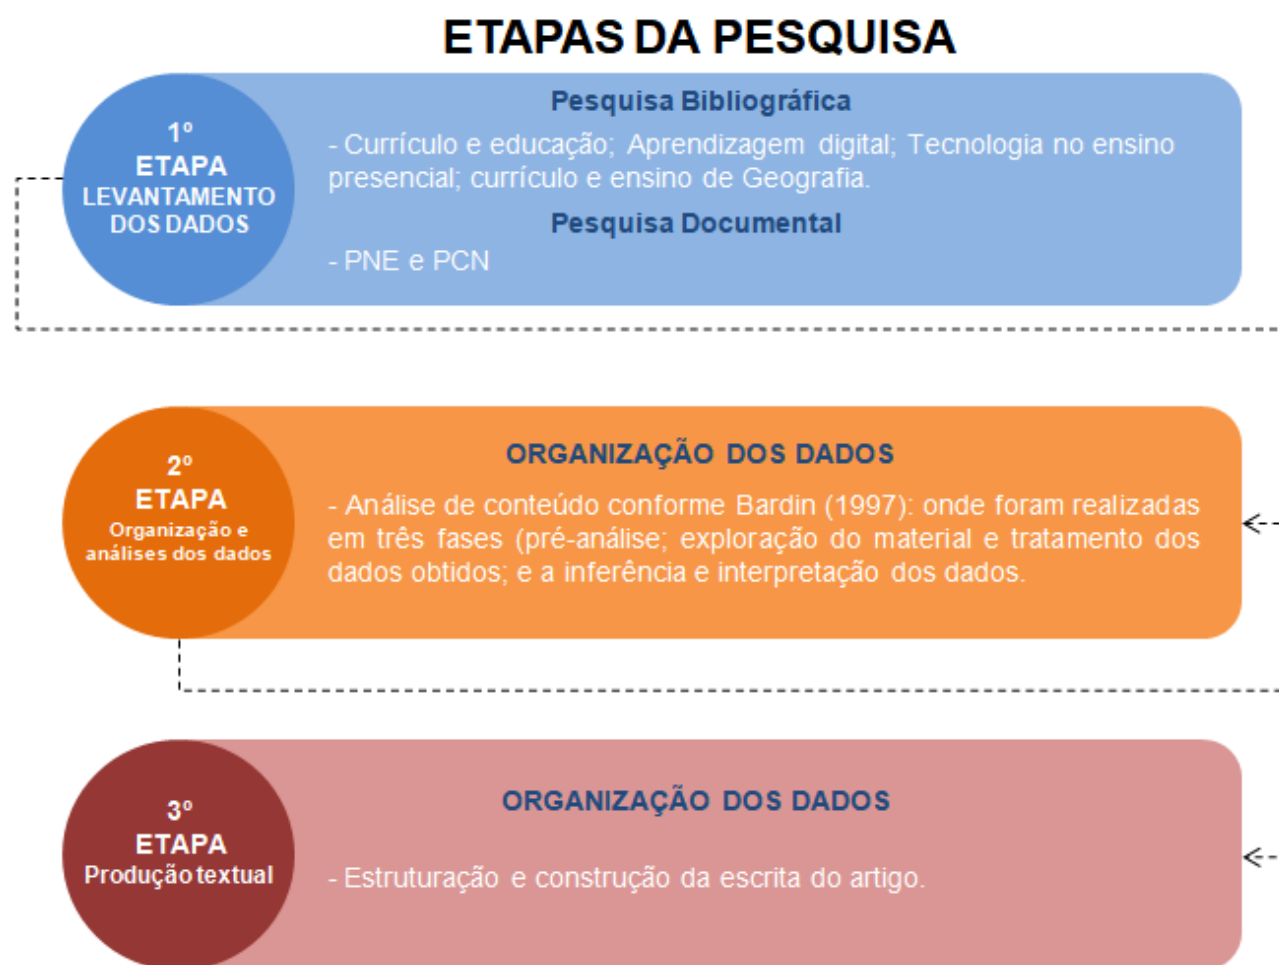 ETAPAS DA PESQUISA
1º
ETAPA
LEVANTAMENTO
DOS DADOS
Pesquisa Bibliográfica
- Currículo e educação; Aprendizagem digital; Tecnologia no ensino
presencial; currículo e ensino de Geografia.
Pesquisa Documental
- PNE e PCN
2º
ETAPA
Organização e
análises dos dados
ORGANIZAÇÃO DOS DADOS
- Análise de conteúdo conforme Bardin (1997): onde foram realizadas
em três fases (pré-análise; exploração do material e tratamento dos
dados obtidos; e a inferência e interpretação dos dados.
3º
ETAPA
Produção textual
ORGANIZAÇÃO DOS DADOS
- Estruturação e construção da escrita do artigo.